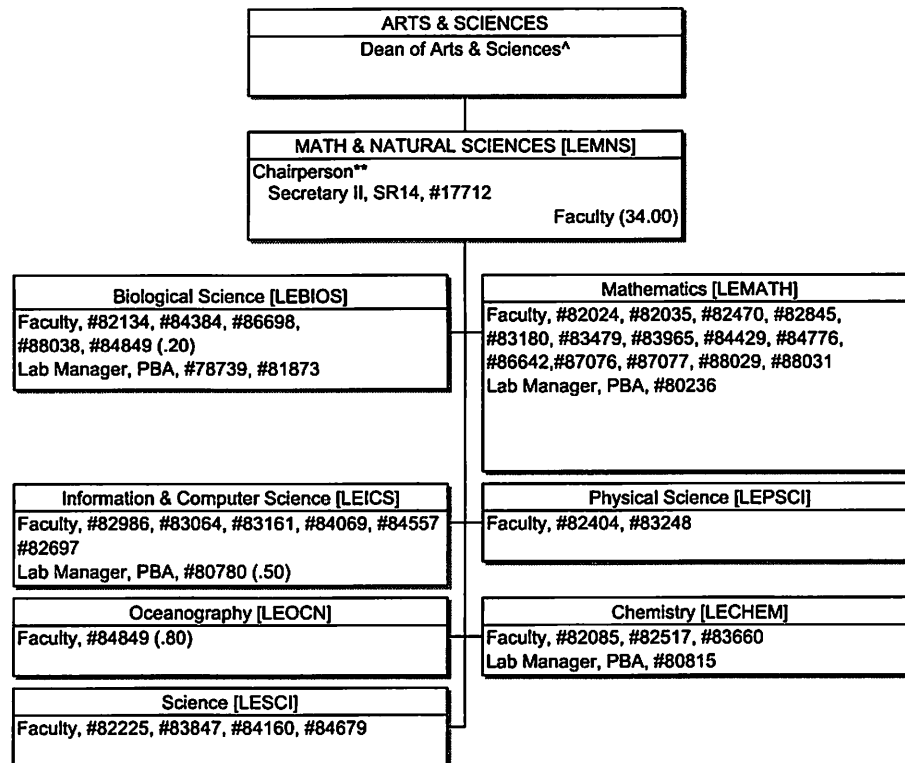 ARTS & SCIENCES
Dean of Arts & Sciences^
MATH & NATURAL SCIENCES [LEMNS]
Chairperson**
Secretary II, SR14, #17712
Faculty (34.00)
Biological Science [LEBIOS]
Faculty, #82134, #84384, #86698,
#88038, #84849 (.20)
Lab Manager, PBA, #78739, #81873
Mathematics [LEMATH]
Faculty, #82024, #82035, #82470, #82845,
#83180, #83479, #83965, #84429, #84776,
#86642,#87076, #87077, #88029, #88031
Lab Manager, PBA, #80236
Information & Computer Science [LEICS]
Faculty, #82986, #83064, #83161, #84069, #84557
#82697
Lab Manager, PBA, #80780 (.50)
Physical Science [LEPSCI]
Faculty, #82404, #83248
Oceanography [LEOCN]
Faculty, #84849 (.80)
Chemistry [LECHEM]
Faculty, #82085, #82517, #83660
Lab Manager, PBA, #80815
Science [LESCI]
Faculty, #82225, #83847, #84160, #84679